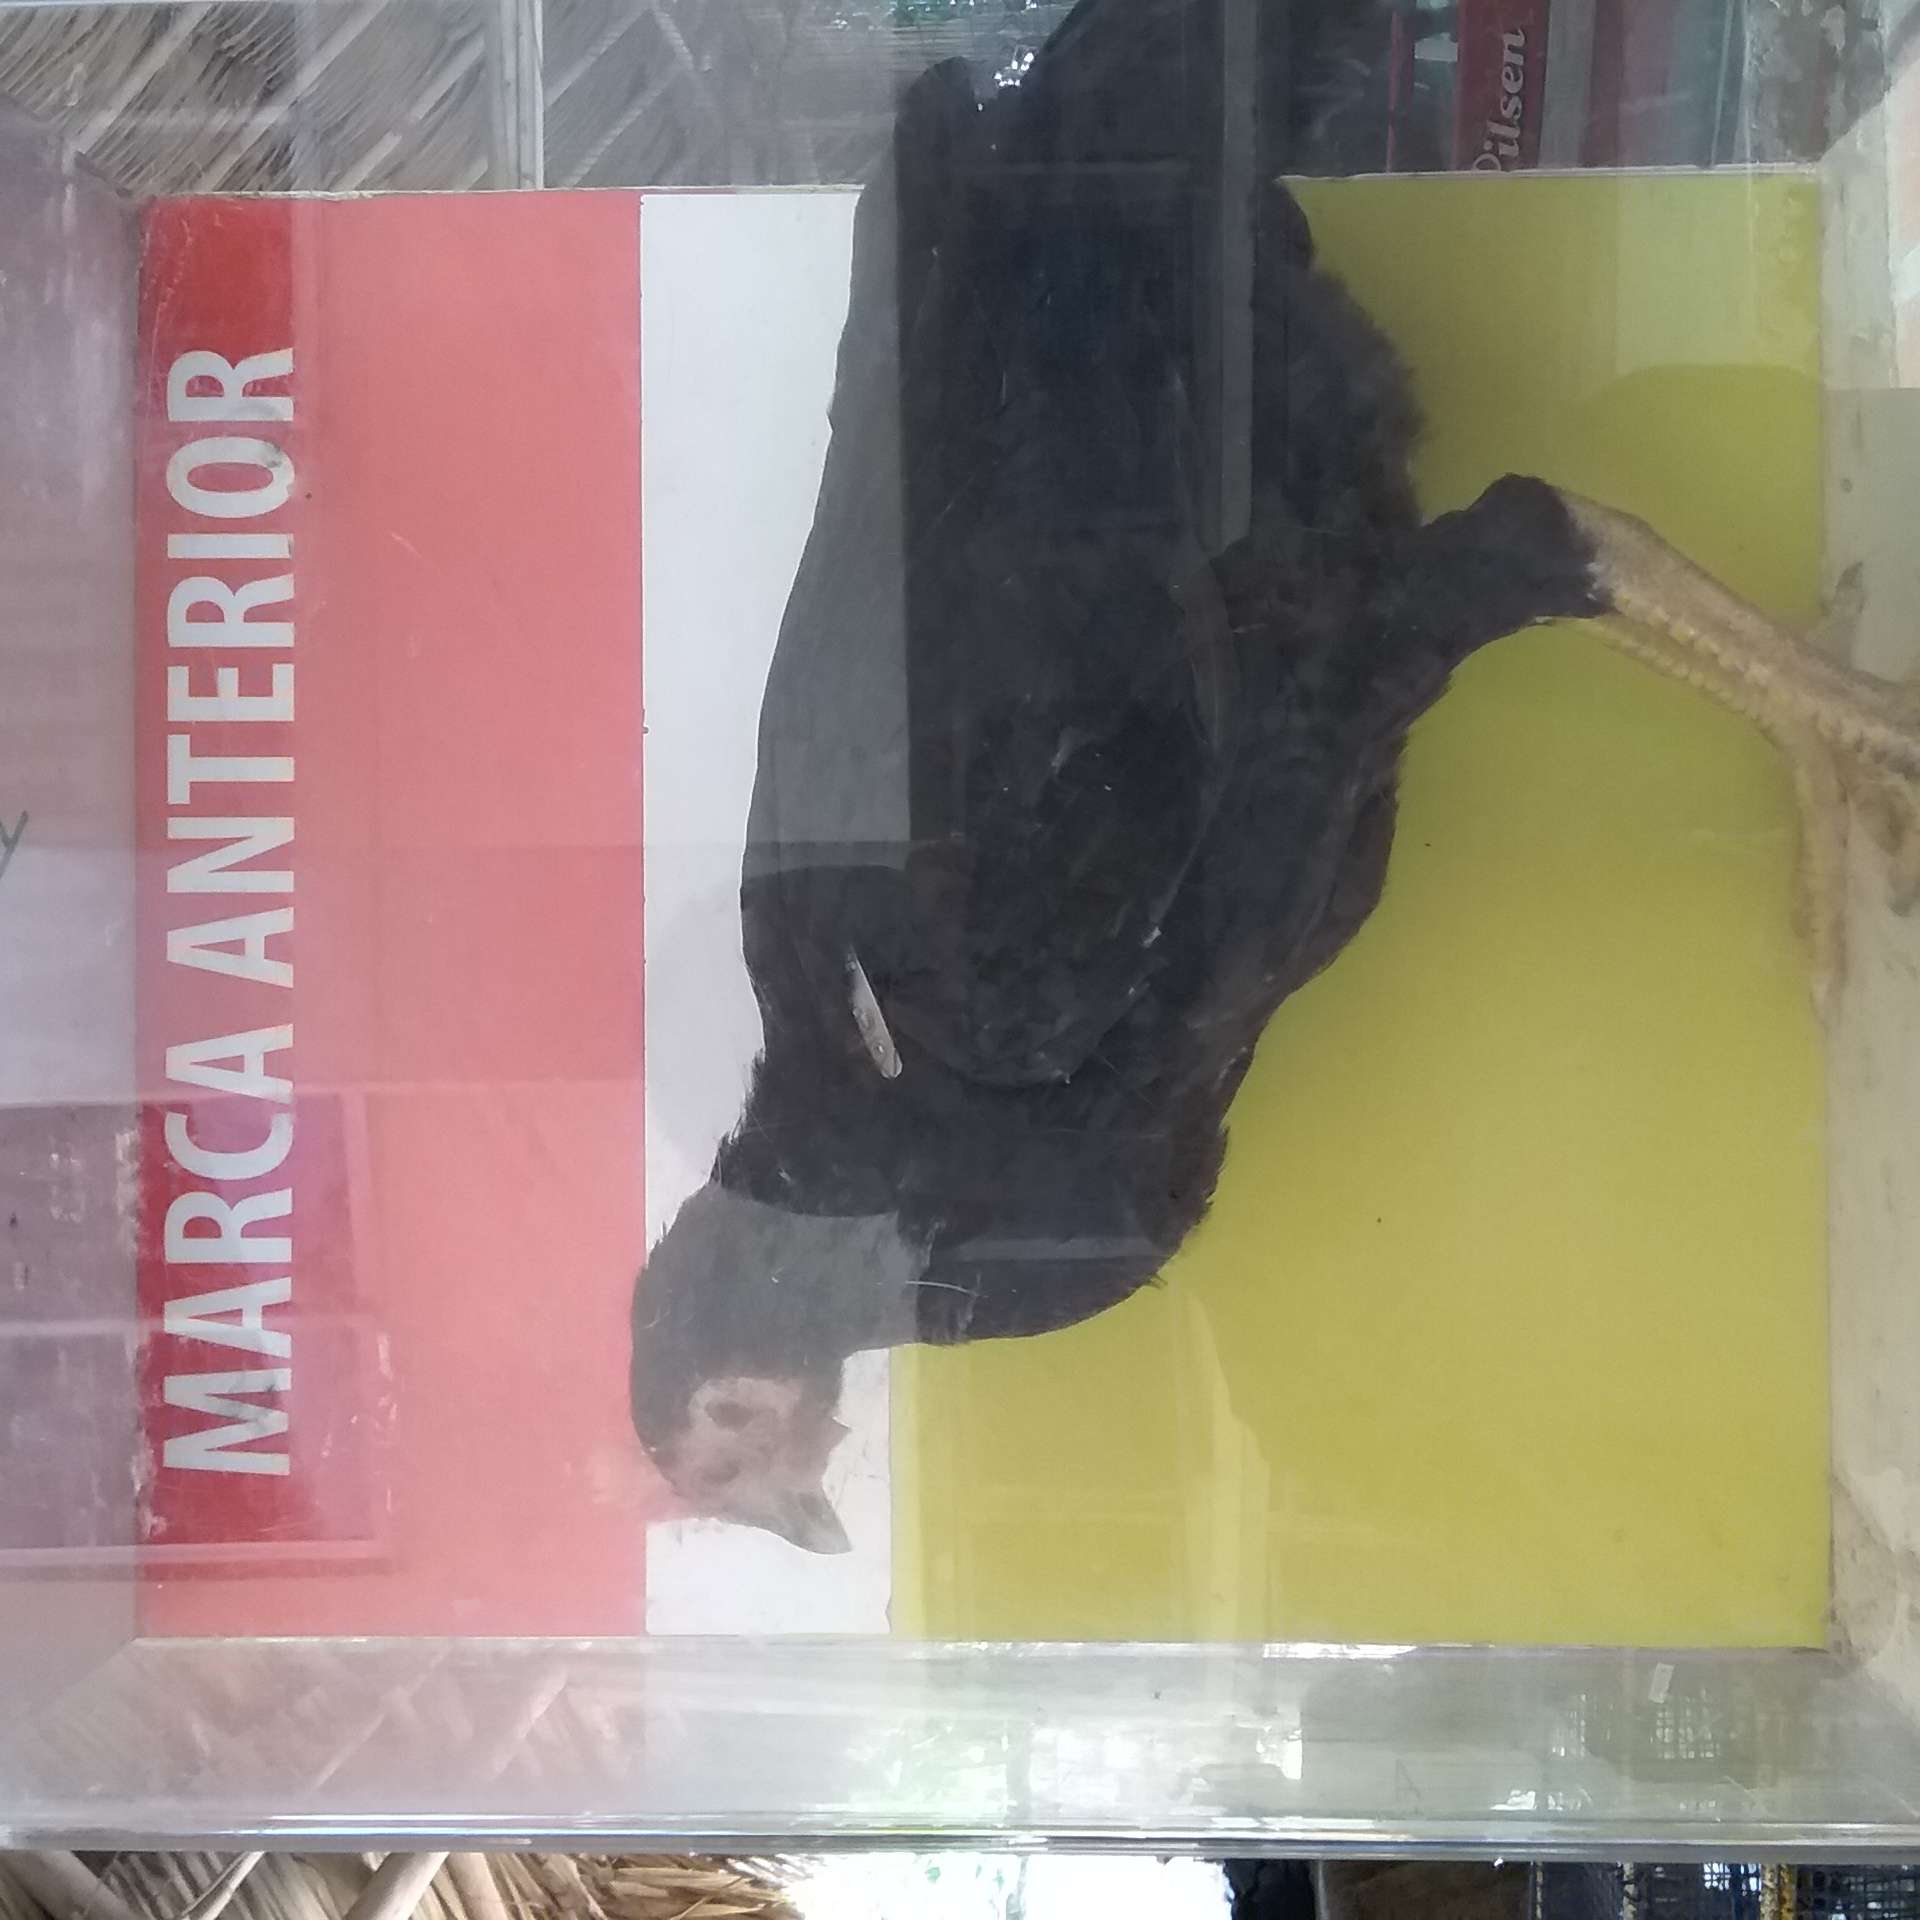 MARCA ANTERIOR
Pilsen